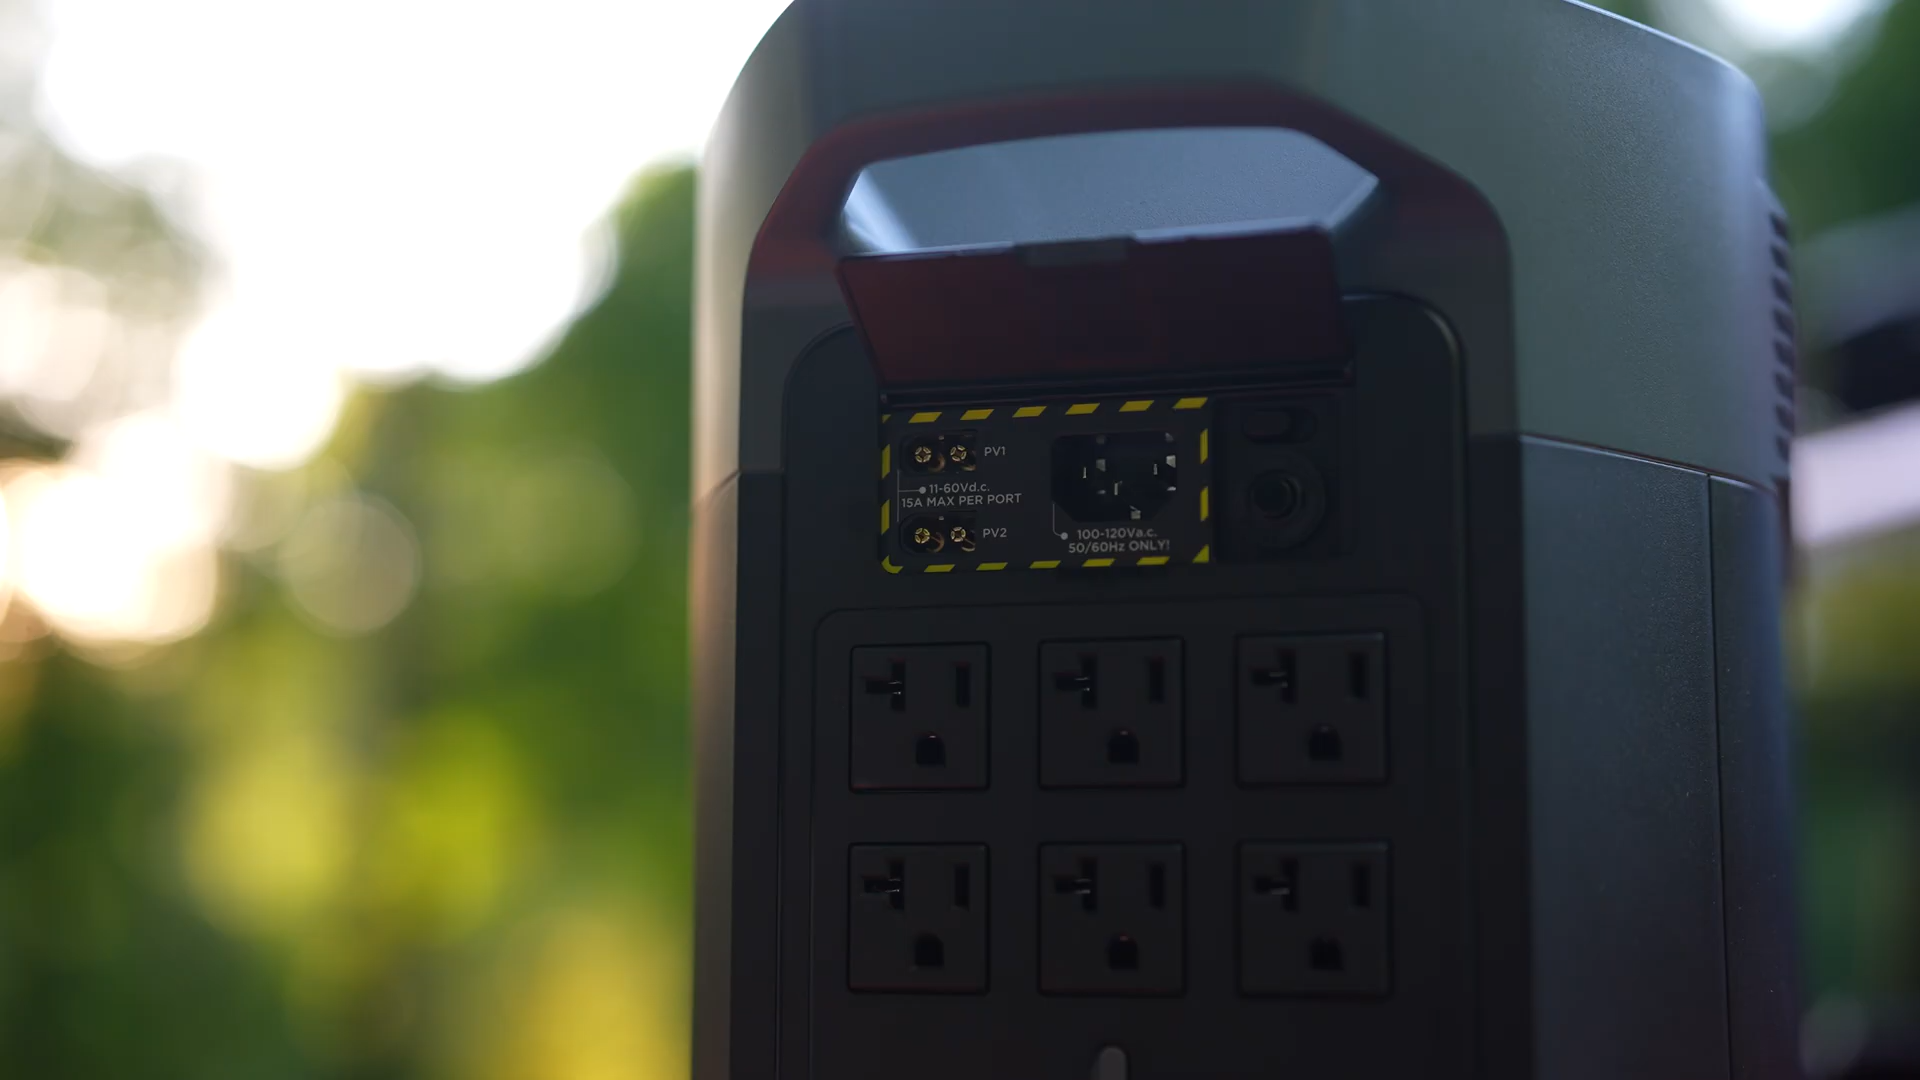 PV1
11-60Vd.c.
15A MAX PER PORT
PV2
100-120Va.c.
50/60Hz ONLY!